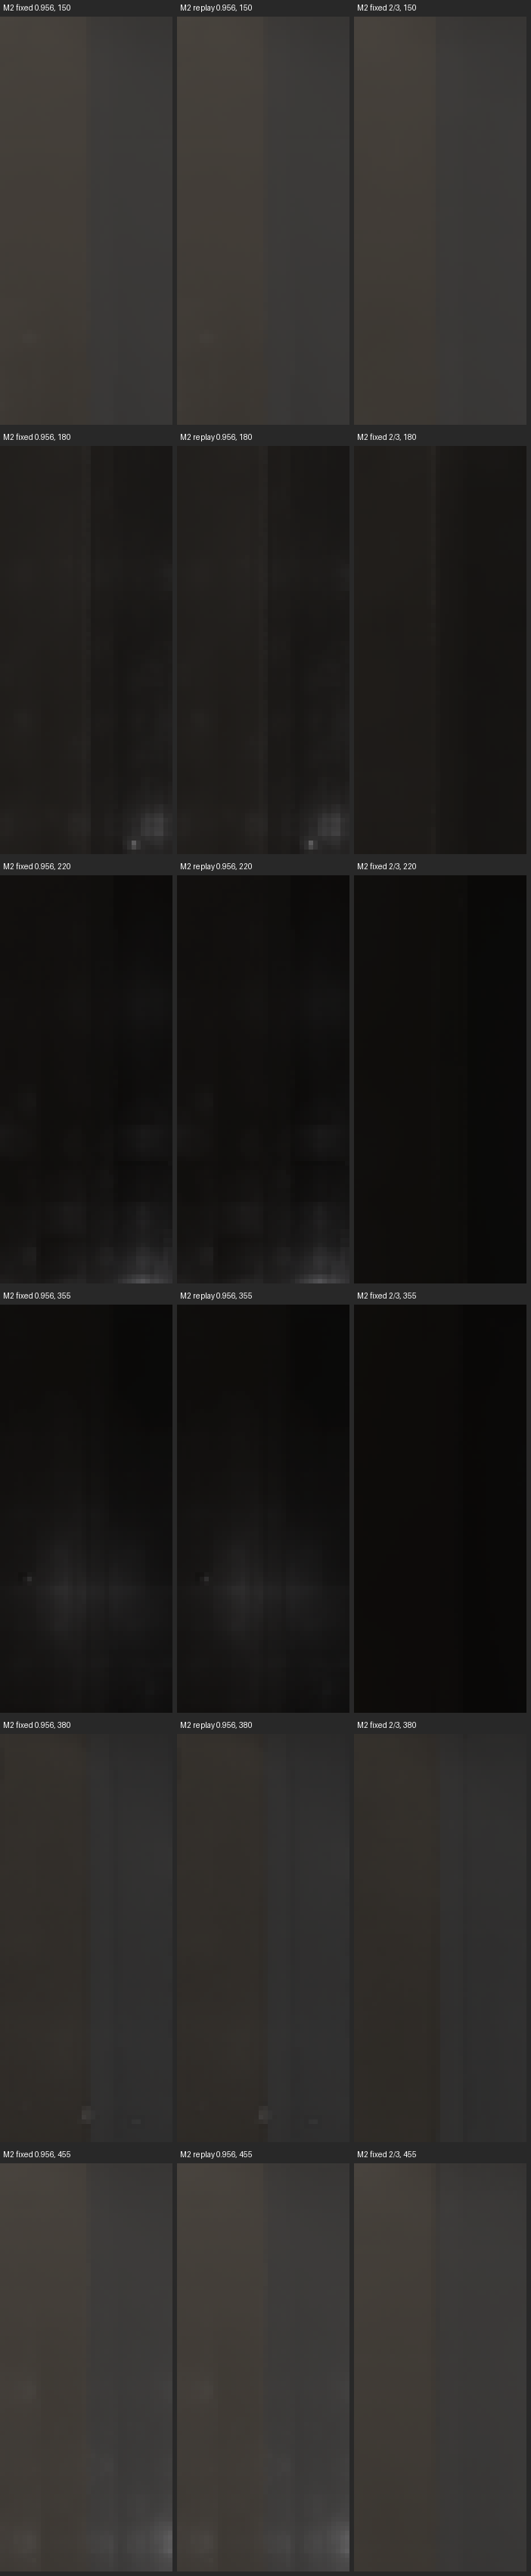 M2 fixed 0.956, 150
M2 replay 0.956, 150
M2 fixed 2/3, 150
M2 fixed 0.956, 180
M2 replay 0.956, 180
M2 fixed 2/3, 180
M2 fixed 0.956, 220
M2 replay 0.956, 220
M2 fixed 2/3, 220
M2 fixed 0.956, 355
M2 replay 0.956, 355
M2 fixed 2/3, 355
M2 fixed 0.956, 380
M2 replay 0.956, 380
M2 fixed 2/3, 380
M2 fixed 0.956, 455
M2 replay 0.956, 455
M2 fixed 2/3, 455